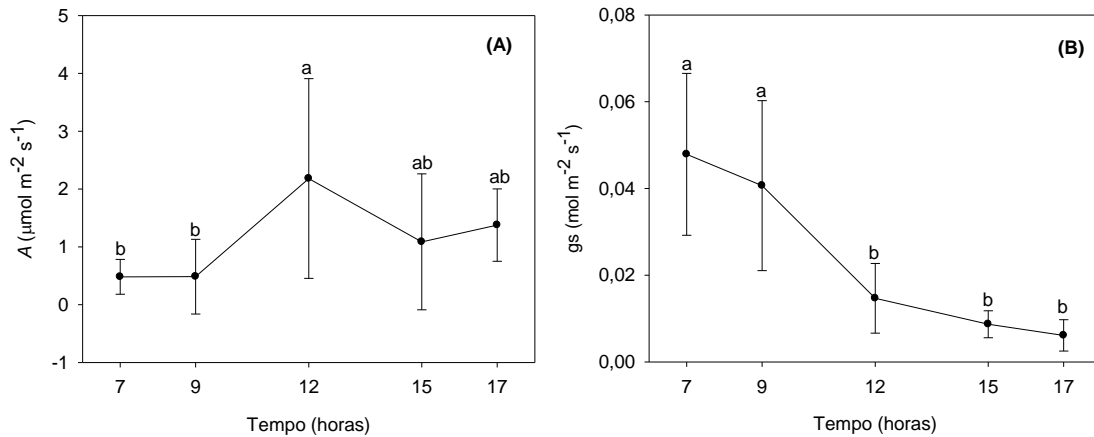 (A)
A (µmol m-2 s-1)
5
4
3
2
1
0
-1
b
b
a
ab
ab
7 9 12 15 17
Tempo (horas)
(B)
gs (mol m-2 s-1)
0,08
0,06
0,04
0,02
0,00
a
a
b
b
b
7 9 12 15 17
Tempo (horas)